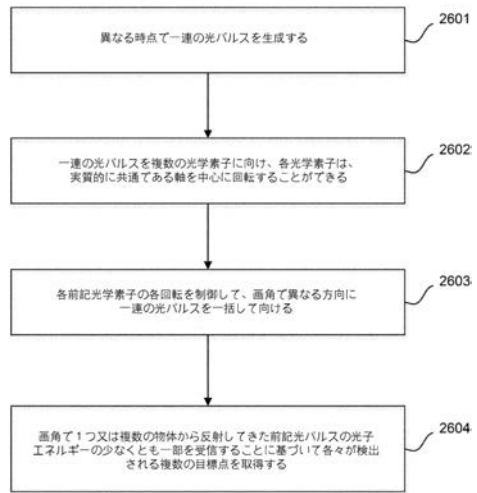 異なる時点で一連の光パルスを生成する
2601
一連の光パルスを複数の光学素子に向け、各光学素子は、
実質的に共通である軸を中心に回転することができる
2602
各前記光学素子の各回転を制御して、画角で異なる方向に
一連の光パルスを一括して向ける
2603
画角で1つ又は複数の物体から反射してきた前記光パルスの光子
エネルギーの少なくとも一部を受信することに基づいて各々が検出
される複数の目標点を取得する
2604